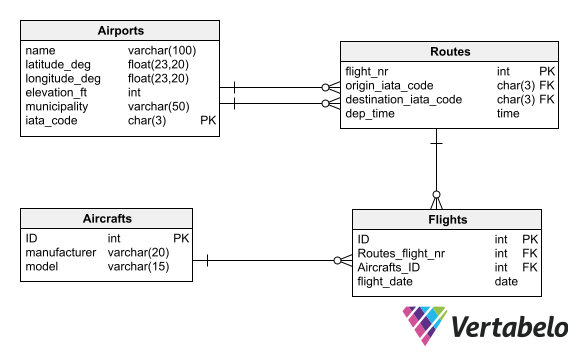 Airports
name varchar(100)
latitude_deg float(23,20)
longitude_deg float(23,20)
elevation_ft int
municipality varchar(50)
iata_code char(3) PK
Routes
flight_nr int PK
origin_iata_code char(3) FK
destination_iata_code char(3) FK
dep_time time
Aircrafts
ID int PK
manufacturer varchar(20)
model varchar(15)
Flights
ID int PK
Routes_flight_nr int FK
Aircrafts_ID int FK
flight_date date
Vertabelo